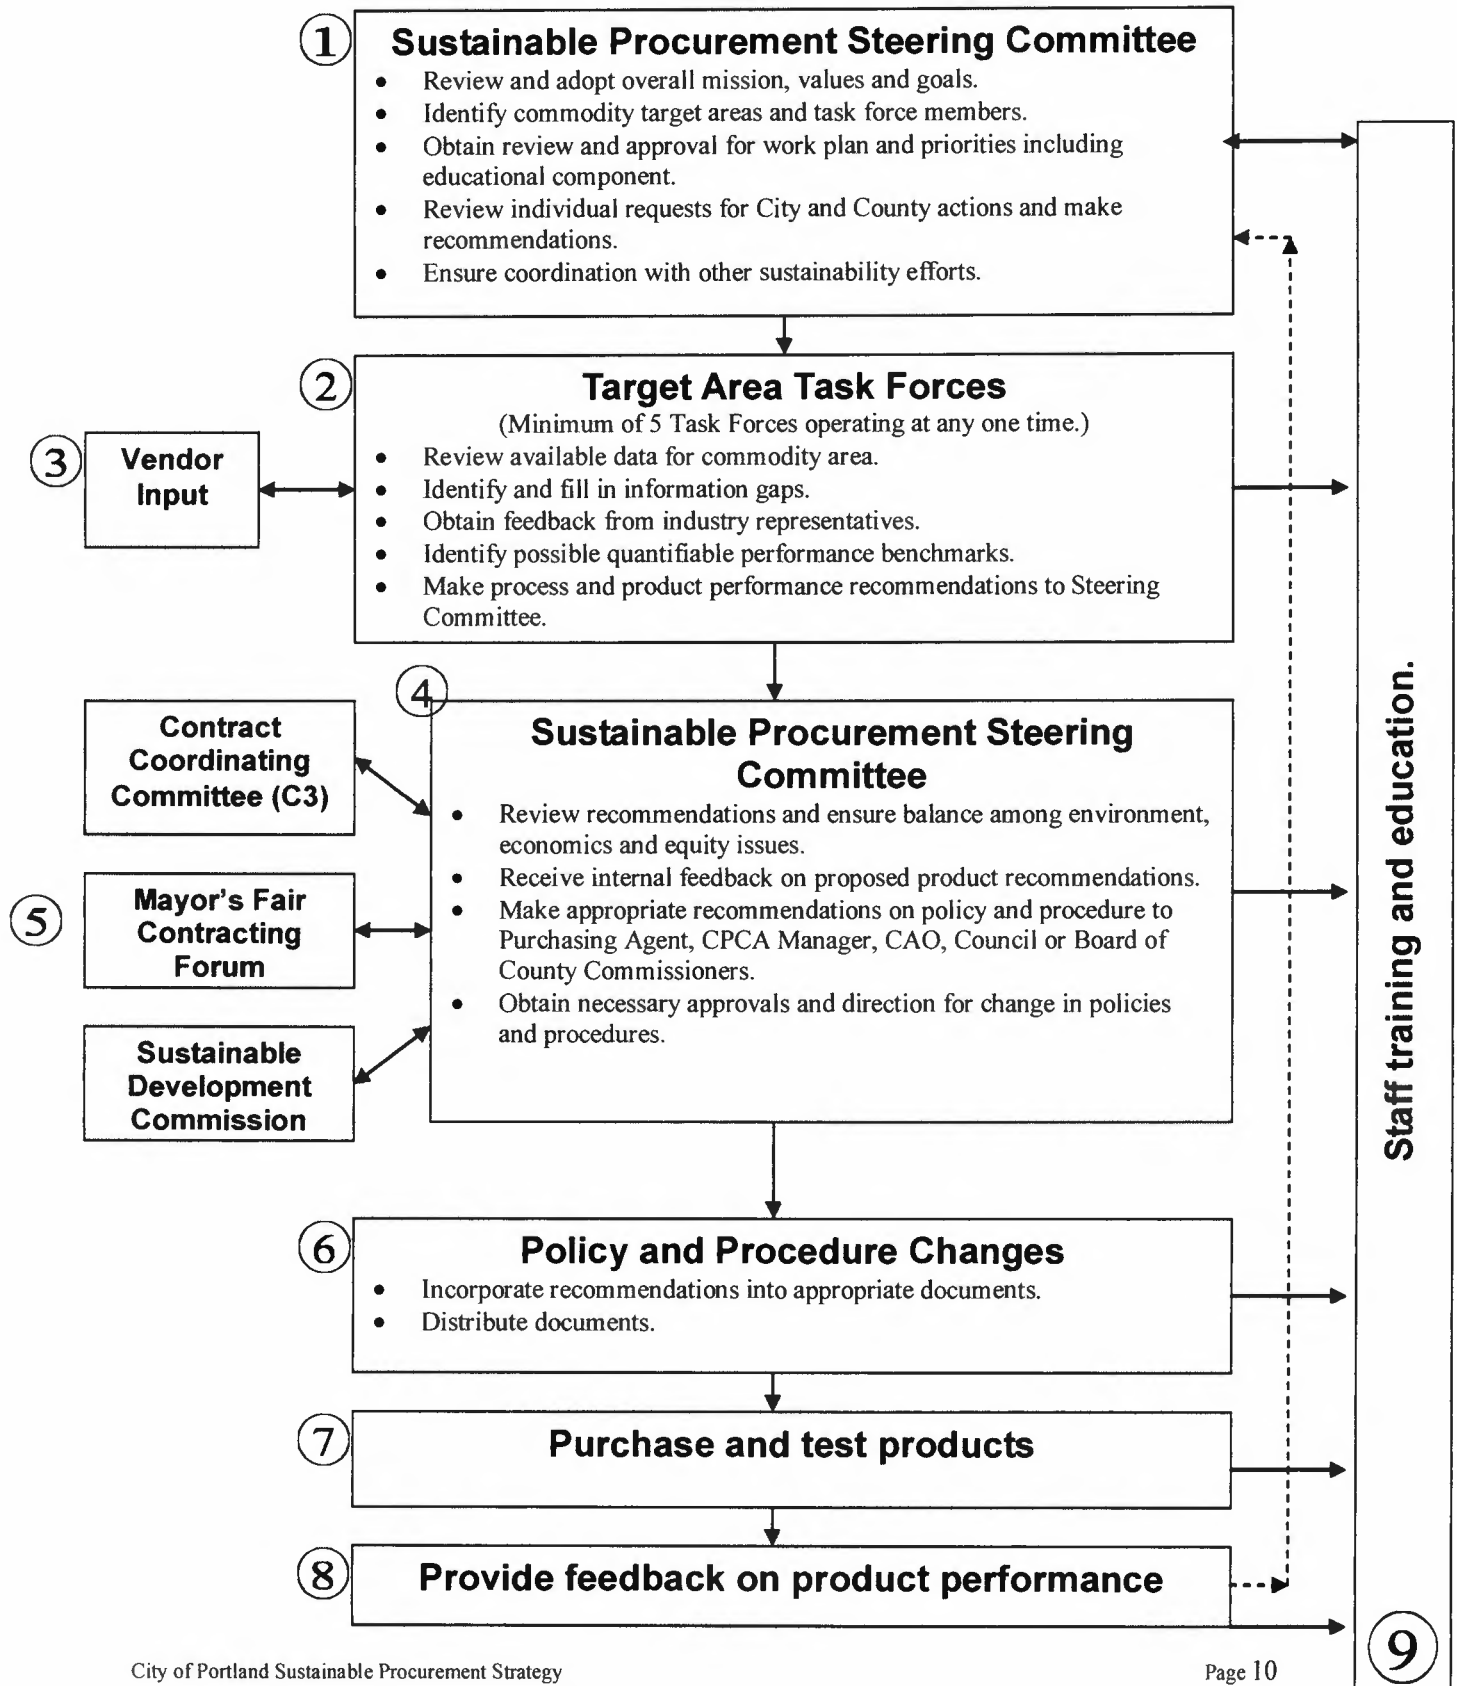 1
Sustainable Procurement Steering Committee
• Review and adopt overall mission, values and goals.
• Identify commodity target areas and task force members.
• Obtain review and approval for work plan and priorities including
educational component.
• Review individual requests for City and County actions and make
recommendations.
• Ensure coordination with other sustainability efforts.
2
Target Area Task Forces
(Minimum of 5 Task Forces operating at any one time.)
• Review available data for commodity area.
• Identify and fill in information gaps.
• Obtain feedback from industry representatives.
• Identify possible quantifiable performance benchmarks.
• Make process and product performance recommendations to Steering
Committee.
3
Vendor
Input
4
Sustainable Procurement Steering
Committee
• Review recommendations and ensure balance among environment,
economics and equity issues.
• Receive internal feedback on proposed product recommendations.
• Make appropriate recommendations on policy and procedure to
Purchasing Agent, CPCA Manager, CAO, Council or Board of
County Commissioners.
• Obtain necessary approvals and direction for change in policies
and procedures.
Contract
Coordinating
Committee (C3)
5
Mayor's Fair
Contracting
Forum
Sustainable
Development
Commission
6
Policy and Procedure Changes
• Incorporate recommendations into appropriate documents.
• Distribute documents.
7
Purchase and test products
8
Provide feedback on product performance
Staff training and education.
9
City of Portland Sustainable Procurement Strategy
Page 10